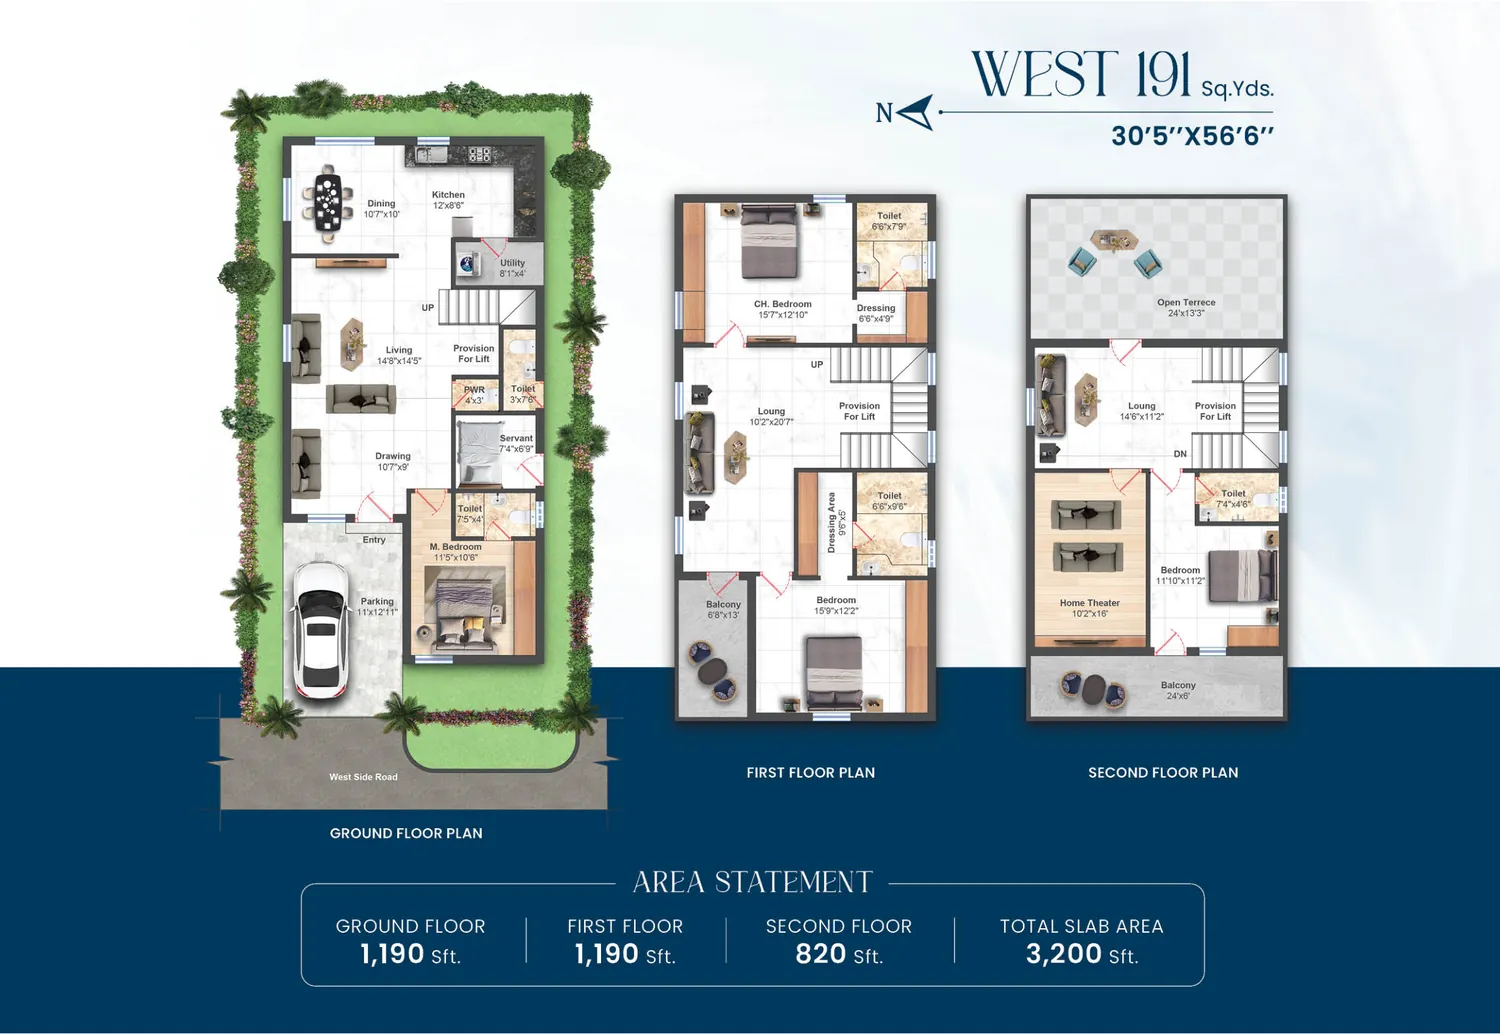 WEST 191 Sq.Yds.
N
30’5’’X56’6’’
Dining
10'7"x10'
Kitchen
12'x8'6"
Utility
8'1"x4'
UP
Living
14'8"x14'5"
Provision
For Lift
PWR
4'x3'
Toilet
3'x7'6"
Servant
7'4"x6'9"
Drawing
10'7"x9'
Toilet
7'5"x4'
Entry
M. Bedroom
11'5"x10'6"
Parking
11'x12'11"
West Side Road
GROUND FLOOR PLAN
Toilet
6'6"x7'9"
CH. Bedroom
15'7"x12'10"
Dressing
6'6"x4'9"
UP
Loung
10'2"x20'7"
Provision
For Lift
Dressing Area
9'6"x5'
Toilet
6'6"x9'6"
Balcony
6'8"x13'
Bedroom
15'9"x12'2"
FIRST FLOOR PLAN
Open Terrece
24'x13'3"
Loung
14'6"x11'2"
Provision
For Lift
DN
Toilet
7'4"x4'6"
Bedroom
11'10"x11'2"
Home Theater
10'2"x16'
Balcony
24'x6'
SECOND FLOOR PLAN
AREA STATEMENT
GROUND FLOOR
1,190 Sft.
FIRST FLOOR
1,190 Sft.
SECOND FLOOR
820 Sft.
TOTAL SLAB AREA
3,200 Sft.